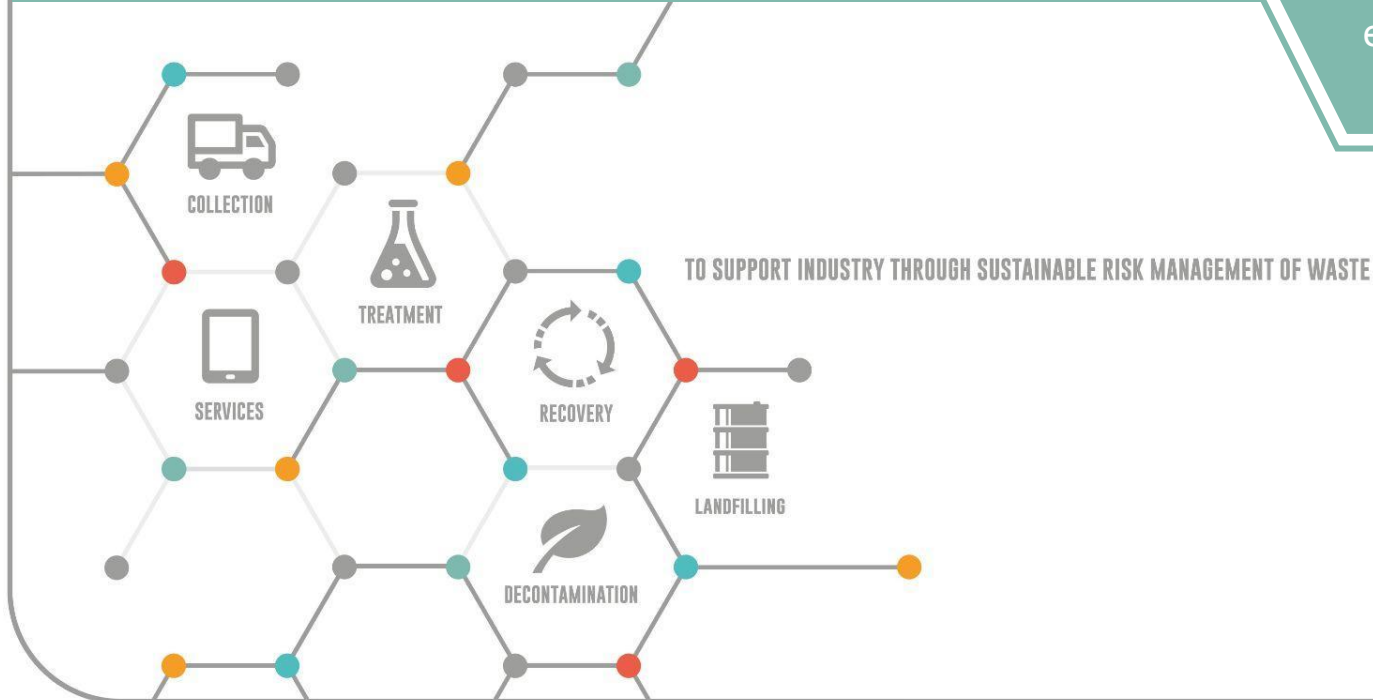 COLLECTION
TREATMENT
TO SUPPORT INDUSTRY THROUGH SUSTAINABLE RISK MANAGEMENT OF WASTE
SERVICES
RECOVERY
LANDFILLING
DECONTAMINATION